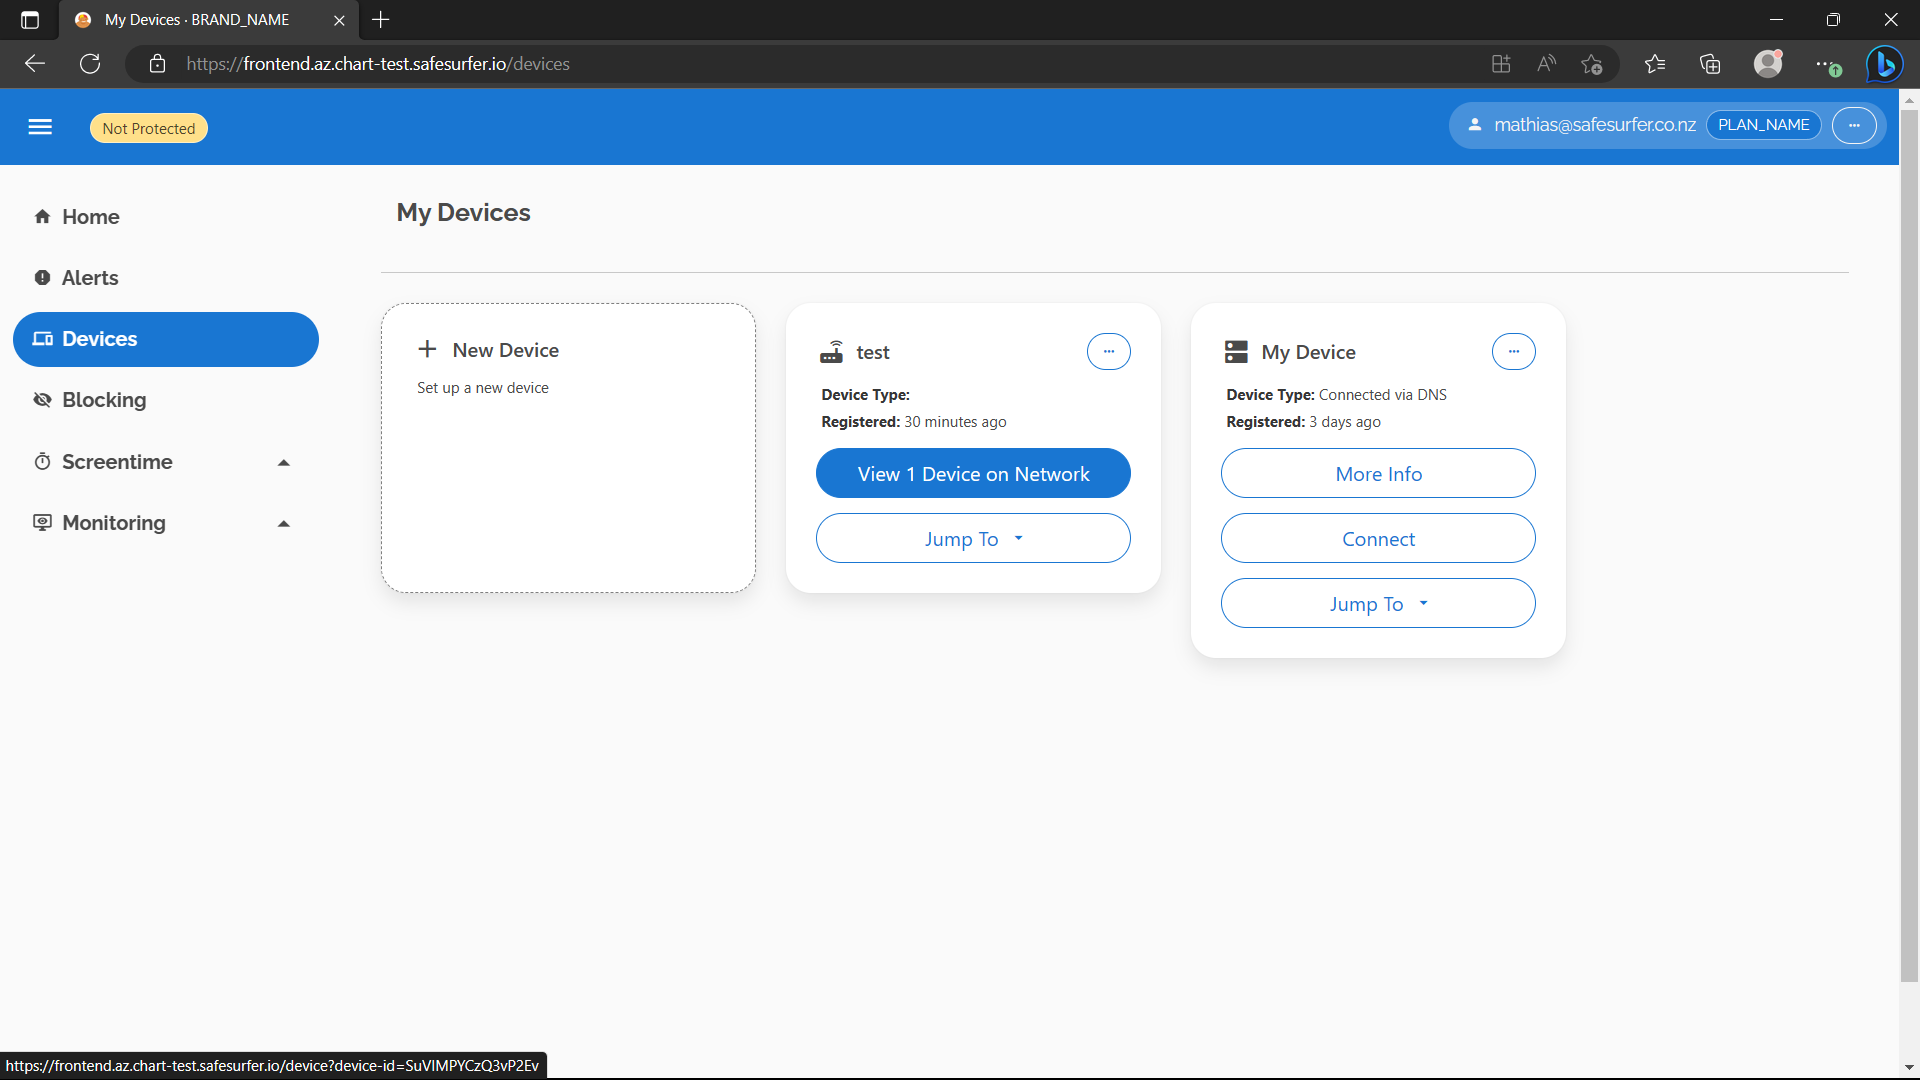 My Devices · BRAND_NAME
https://frontend.az.chart-test.safesurfer.io/devices
Not Protected
mathias@safesurfer.co.nz PLAN_NAME
Home
Alerts
Devices
Blocking
Screentime
Monitoring
My Devices
New Device
Set up a new device
test
Device Type:
Registered: 30 minutes ago
View 1 Device on Network
Jump To
My Device
Device Type: Connected via DNS
Registered: 3 days ago
More Info
Connect
Jump To
https://frontend.az.chart-test.safesurfer.io/device?device-id=SuVIMPYCzQ3vP2Ev